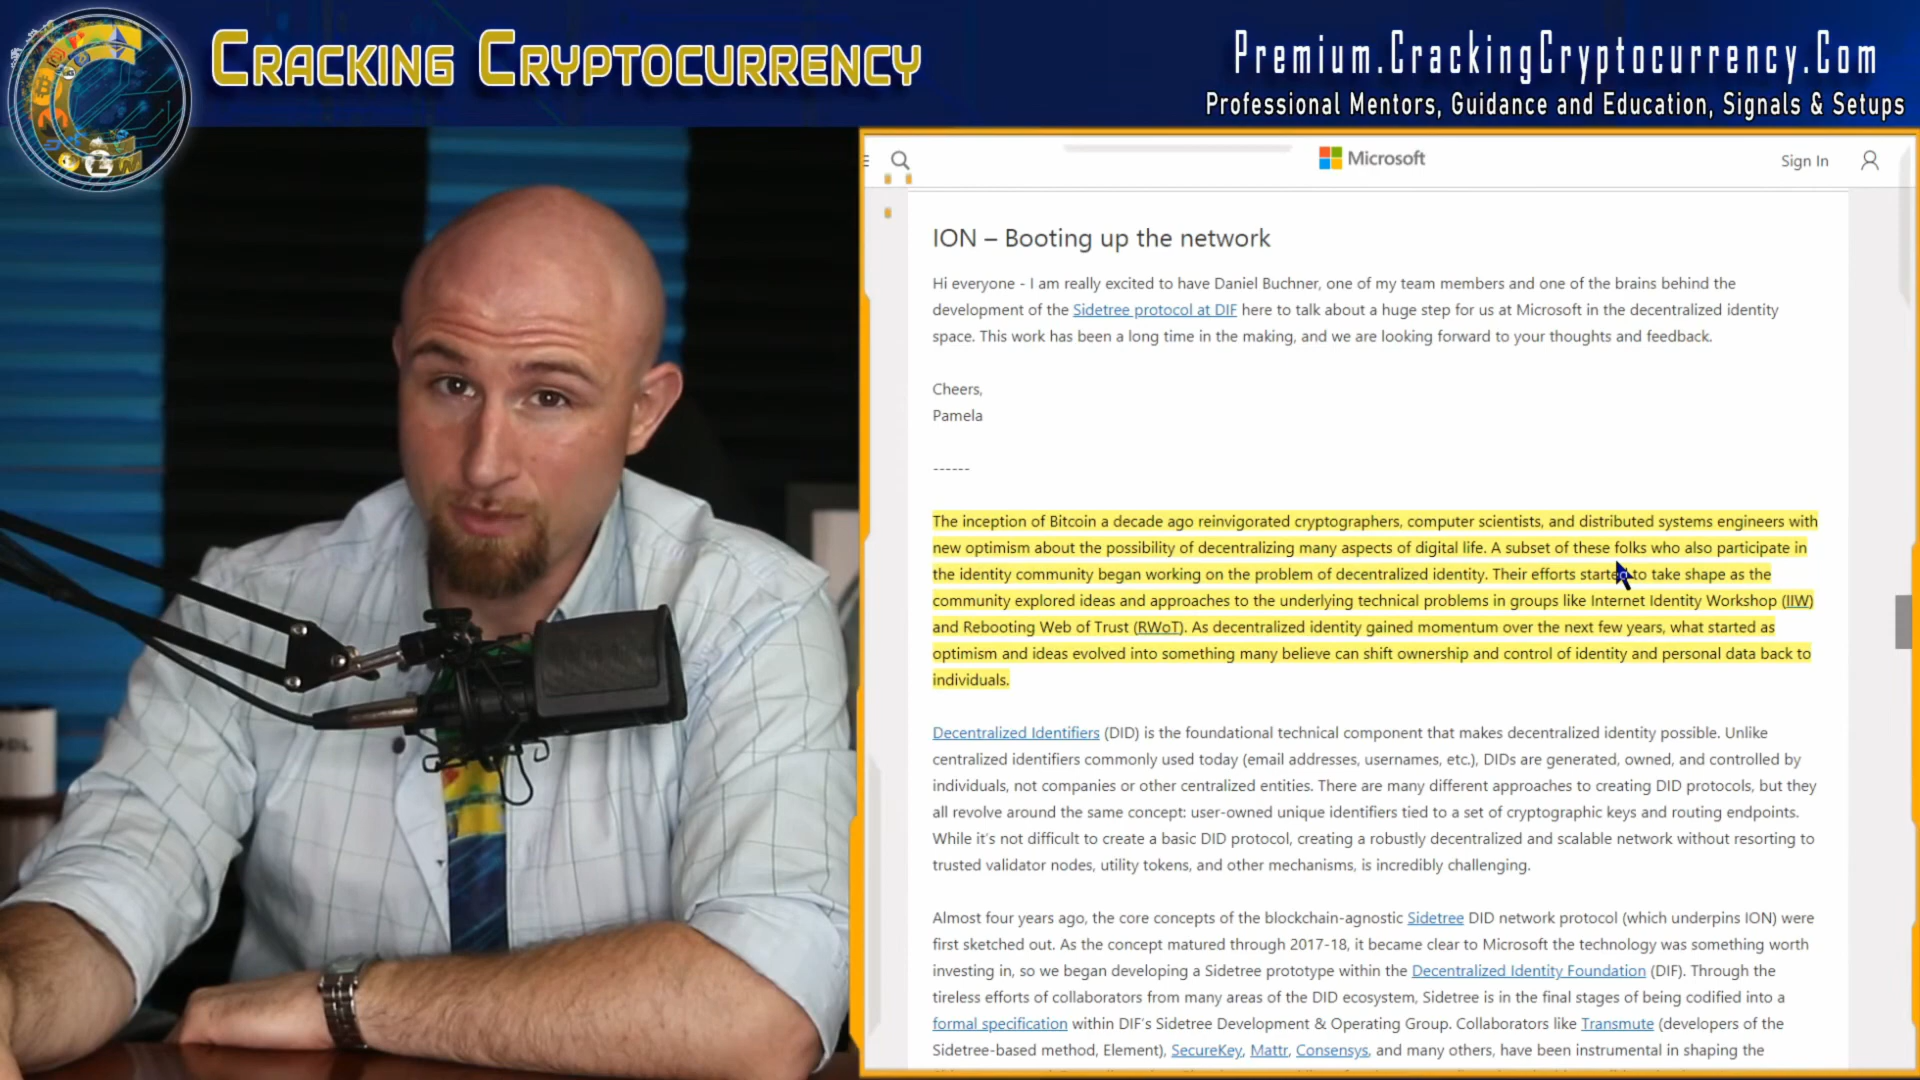 Cracking Cryptocurrency
Premium.CrackingCryptocurrency.Com
Professional Mentors, Guidance and Education, Signals & Setups
Microsoft
Sign In
ION – Booting up the network
Hi everyone - I am really excited to have Daniel Buchner, one of my team members and one of the brains behind the
development of the Sidetree protocol at DIF here to talk about a huge step for us at Microsoft in the decentralized identity
space. This work has been a long time in the making, and we are looking forward to your thoughts and feedback.
Cheers,
Pamela
------
The inception of Bitcoin a decade ago reinvigorated cryptographers, computer scientists, and distributed systems engineers with
new optimism about the possibility of decentralizing many aspects of digital life. A subset of these folks who also participate in
the identity community began working on the problem of decentralized identity. Their efforts started to take shape as the
community explored ideas and approaches to the underlying technical problems in groups like Internet Identity Workshop (IIW)
and Rebooting Web of Trust (RWoT). As decentralized identity gained momentum over the next few years, what started as
optimism and ideas evolved into something many believe can shift ownership and control of identity and personal data back to
individuals.
Decentralized Identifiers (DID) is the foundational technical component that makes decentralized identity possible. Unlike
centralized identifiers commonly used today (email addresses, usernames, etc.), DIDs are generated, owned, and controlled by
individuals, not companies or other centralized entities. There are many different approaches to creating DID protocols, but they
all revolve around the same concept: user-owned unique identifiers tied to a set of cryptographic keys and routing endpoints.
While it's not difficult to create a basic DID protocol, creating a robustly decentralized and scalable network without resorting to
trusted validator nodes, utility tokens, and other mechanisms, is incredibly challenging.
Almost four years ago, the core concepts of the blockchain-agnostic Sidetree DID network protocol (which underpins ION) were
first sketched out. As the concept matured through 2017-18, it became clear to Microsoft the technology was something worth
investing in, so we began developing a Sidetree prototype within the Decentralized Identity Foundation (DIF). Through the
tireless efforts of collaborators from many areas of the DID ecosystem, Sidetree is in the final stages of being codified into a
formal specification within DIF's Sidetree Development & Operating Group. Collaborators like Transmute (developers of the
Sidetree-based method, Element), SecureKey, Mattr, Consensys, and many others, have been instrumental in shaping the